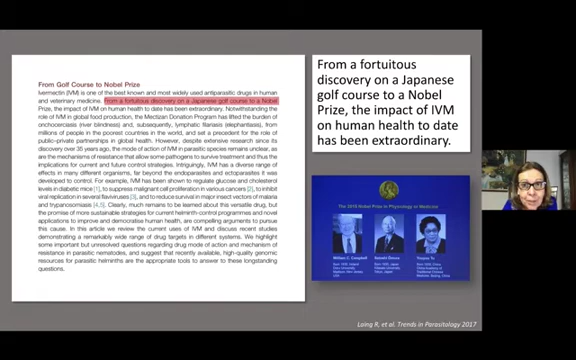 From Golf Course to Nobel Prize
Ivermectin (IVM) is one of the best known and most widely used antiparasitic drugs in human
and veterinary medicine. From a fortuitous discovery on a Japanese golf course to a Nobel
Prize, the impact of IVM on human health to date has been extraordinary. Notwithstanding the
role of IVM in global food production, the Mectizan Donation Program has lifted the burden of
onchocerciasis (river blindness) and, subsequently, lymphatic filariasis (elephantiasis), from
millions of people in the poorest countries in the world, and set a precedent for the role of
public-private partnerships in global health. However, despite extensive research since its
discovery over 35 years ago, the mode of action of IVM in parasitic species remains unclear, as
are the mechanisms of resistance that allow some pathogens to survive treatment and thus the
implications for current and future control strategies. Intriguingly, IVM has a diverse range of
effects in many different organisms, far beyond the endoparasites and ectoparasites it was
developed to control. For example, IVM has been shown to regulate glucose and cholesterol
levels in diabetic mice [1], to suppress malignant cell proliferation in various cancers [2], to inhibit
viral replication in several flaviviruses [3], and to reduce survival in major insect vectors of malaria
and trypanosomiasis [4,5]. Clearly, much remains to be learned about this versatile drug, but
the promise of more sustainable strategies for current helminth-control programmes and novel
applications to improve and democratise human health, are compelling arguments to pursue
this cause. In this article we review the current uses of IVM and discuss recent studies
demonstrating a remarkably wide range of drug targets in different systems. We highlight
some important but unresolved questions regarding drug mode of action and mechanism of
resistance in parasitic nematodes, and suggest that recently available, high-quality genomic
resources for parasitic helminths are the appropriate tools to answer to these longstanding
questions.
From a fortuitous
discovery on a Japanese
golf course to a Nobel
Prize, the impact of IVM
on human health to date
has been extraordinary.
The 2015 Nobel Prize in Physiology or Medicine
William C. Campbell
Satoshi Ōmura
Youyou Tu
Laing R, et al. Trends in Parasitology 2017